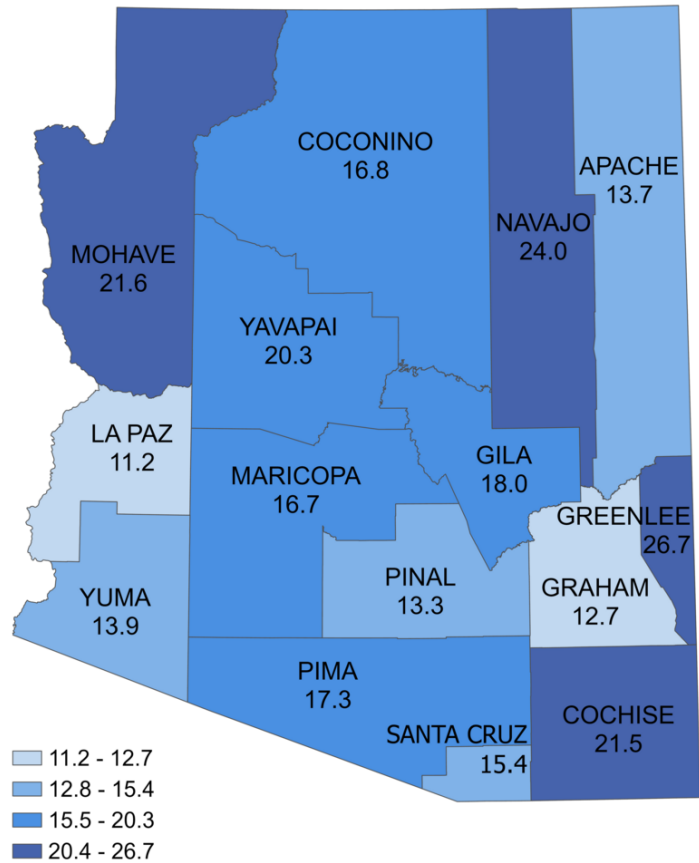 COCONINO
16.8
APACHE
13.7
NAVAJO
24.0
MOHAVE
21.6
YAVAPAI
20.3
LA PAZ
11.2
GILA
18.0
MARICOPA
16.7
GREENLEE
26.7
PINAL
13.3
GRAHAM
12.7
YUMA
13.9
PIMA
17.3
COCHISE
21.5
SANTA CRUZ
15.4
11.2 - 12.7
12.8 - 15.4
15.5 - 20.3
20.4 - 26.7